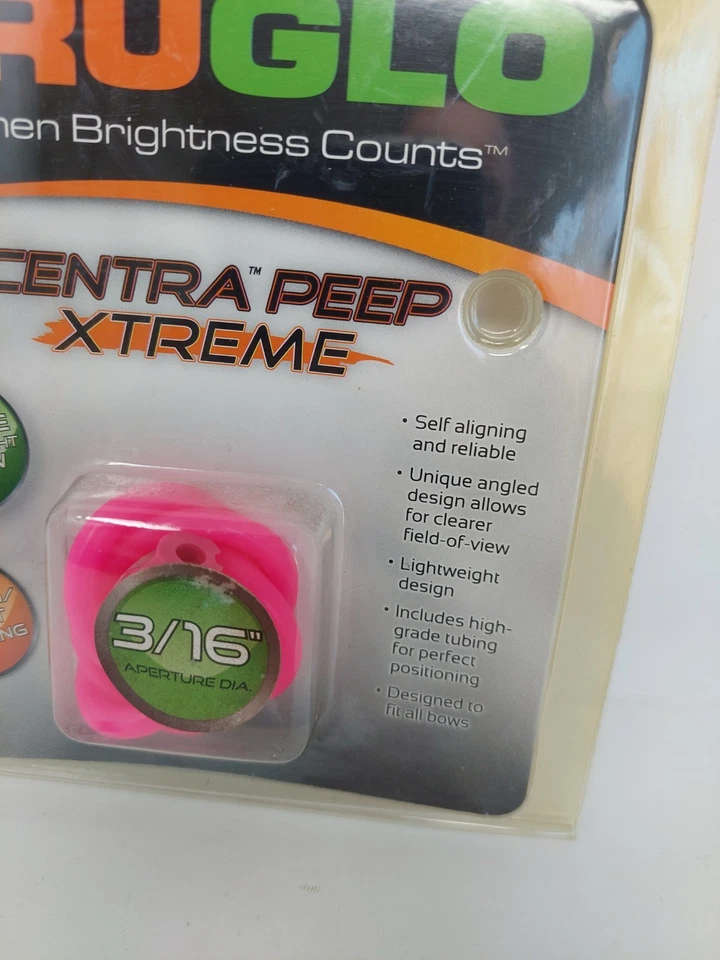 RUGLO
hen Brightness Counts™
CENTRA™ PEEP
XTREME
• Self aligning
and reliable
• Unique angled
design allows
for clearer
field-of-view
• Lightweight
design
• Includes high-
grade tubing
for perfect
positioning
• Designed to
fit all bows
3/16"
APERTURE DIA.